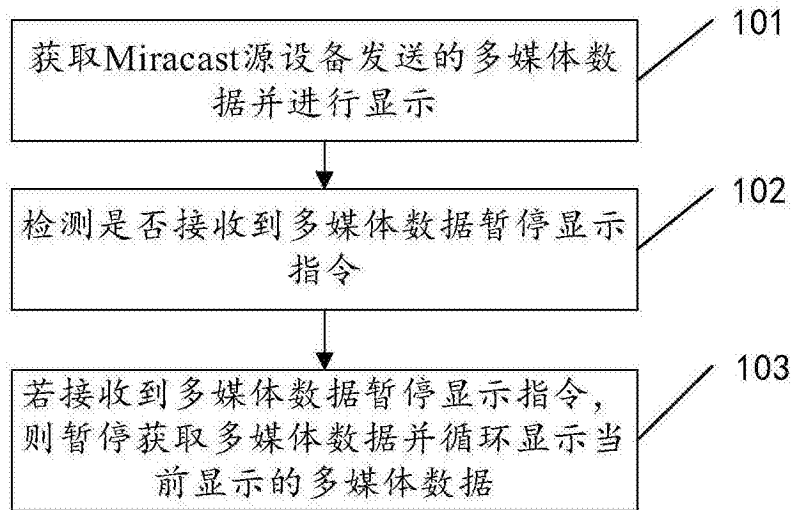 101
获取Miracast源设备发送的多媒体数
据并进行显示
102
检测是否接收到多媒体数据暂停显示
指令
103
若接收到多媒体数据暂停显示指令，
则暂停获取多媒体数据并循环显示当
前显示的多媒体数据